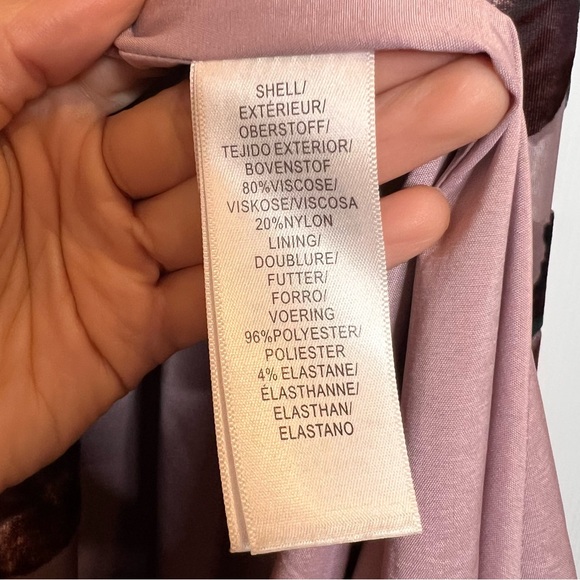 SHELL/
EXTÉRIEUR/
OBERSTOFF/
TEJIDO EXTERIOR/
BOVENSTOF
80%VISCOSE/
VISKOSE/VISCOSA
20%NYLON
LINING/
DOUBLURE/
FUTTER/
FORRO/
VOERING
96%POLYESTER/
POLIESTER
4% ELASTANE/
ÉLASTHANNE/
ELASTHAN/
ELASTANO